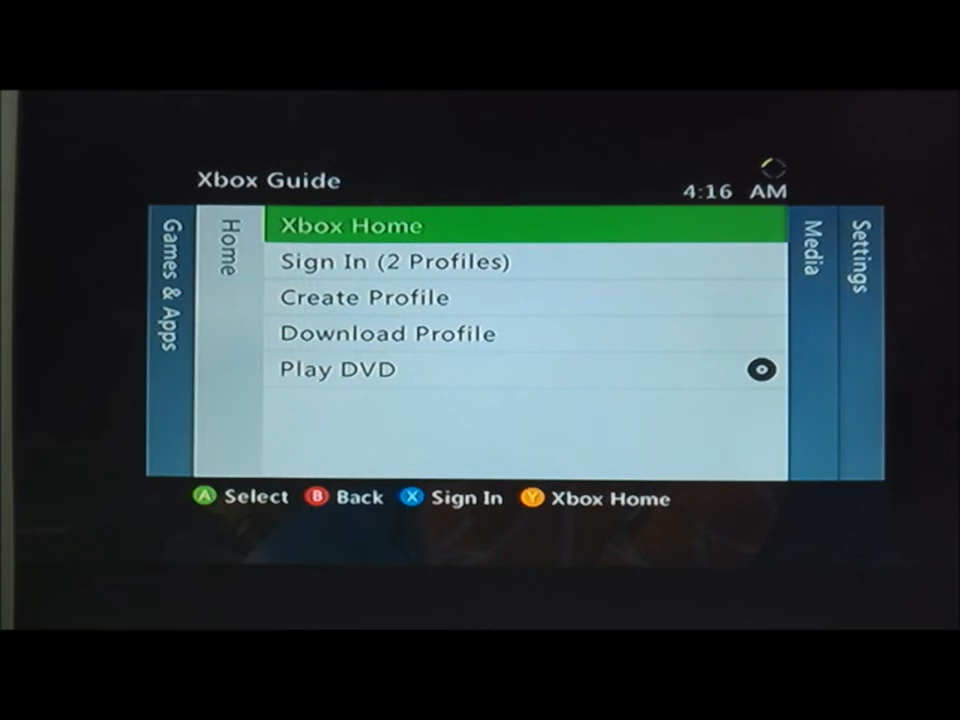 Xbox Guide
4:16 AM
Games & Apps
Home
Xbox Home
Sign In (2 Profiles)
Create Profile
Download Profile
Play DVD
Media
Settings
A Select B Back X Sign In Y Xbox Home